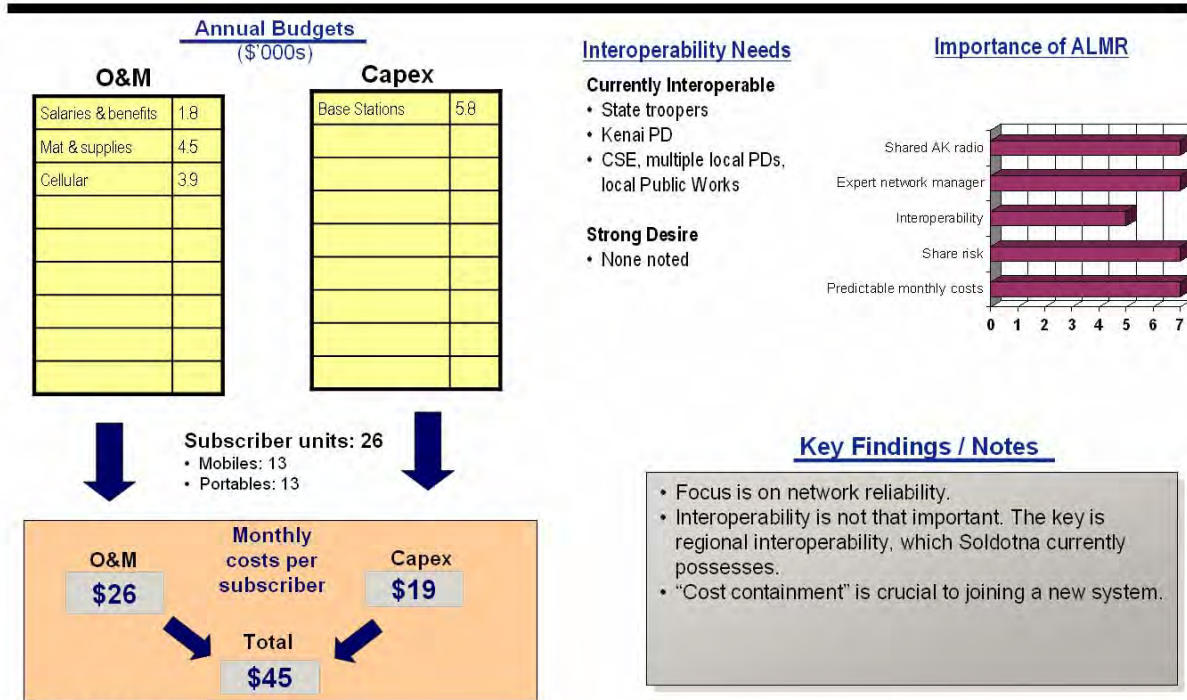 Annual Budgets
($'000s)
O&M
Salaries & benefits 1.8
Mat & supplies 4.5
Cellular 3.9
Capex
Base Stations 5.8
Subscriber units: 26
• Mobiles: 13
• Portables: 13
Monthly
costs per
subscriber
O&M
$26
Capex
$19
Total
$45
Interoperability Needs
Currently Interoperable
• State troopers
• Kenai PD
• CSE, multiple local PDs,
local Public Works
Strong Desire
• None noted
Importance of ALMR
Shared AK radio
Expert network manager
Interoperability
Share risk
Predictable monthly costs
0 1 2 3 4 5 6 7
Key Findings / Notes
• Focus is on network reliability.
• Interoperability is not that important. The key is
regional interoperability, which Soldotna currently
possesses.
• “Cost containment” is crucial to joining a new system.